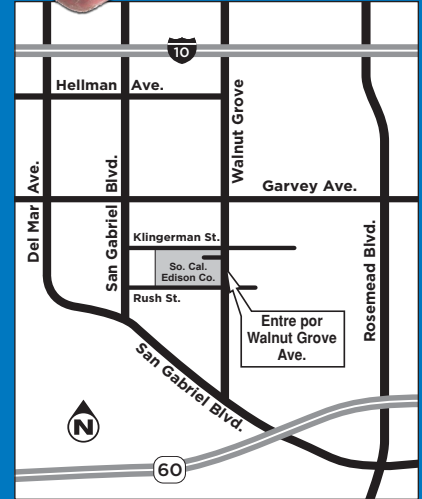 10
Hellman Ave.
Walnut Grove
Del Mar Ave.
San Gabriel Blvd.
Garvey Ave.
Rosemead Blvd.
Klingerman St.
So. Cal.
Edison Co.
Rush St.
Entre por
Walnut Grove
Ave.
San Gabriel Blvd.
N
60